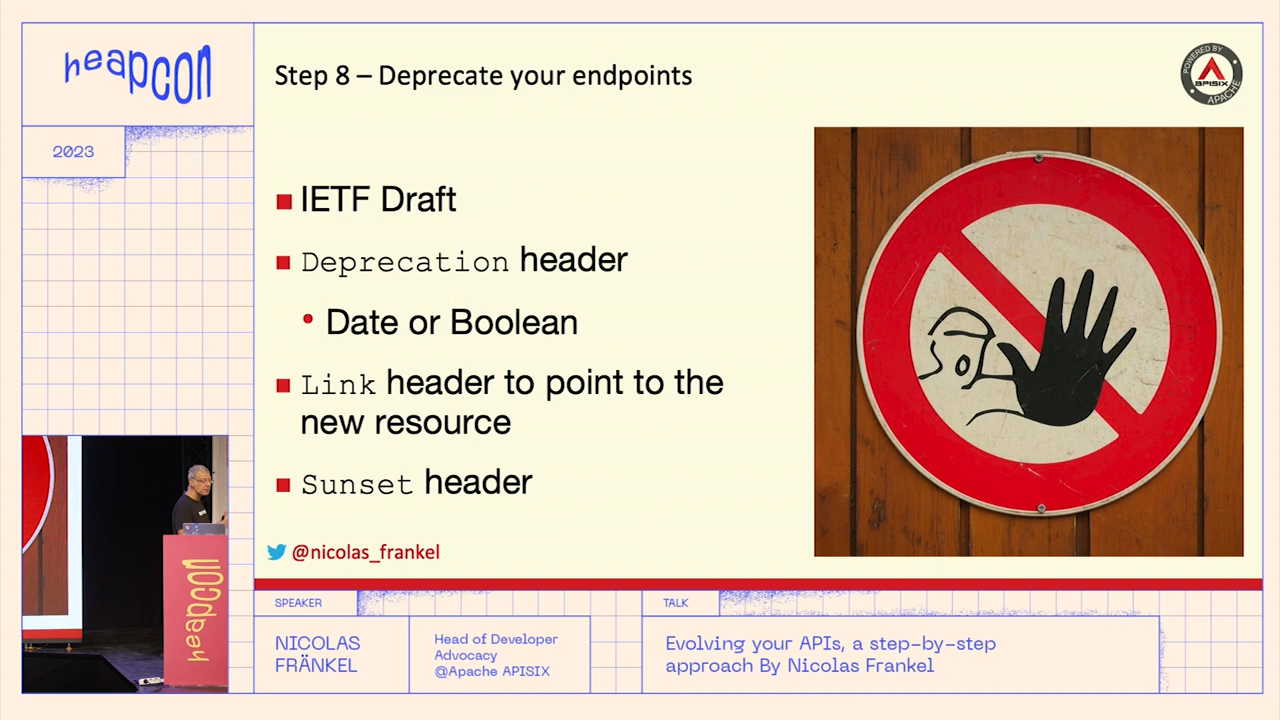 heapcon
2023
Step 8 – Deprecate your endpoints
POWERED BY
APISIX
APACHE
IETF Draft
Deprecation header
Date or Boolean
Link header to point to the
new resource
Sunset header
@nicolas_frankel
heapcon
SPEAKER
NICOLAS
FRÄNKEL
Head of Developer
Advocacy
@Apache APISIX
TALK
Evolving your APIs, a step-by-step
approach By Nicolas Frankel